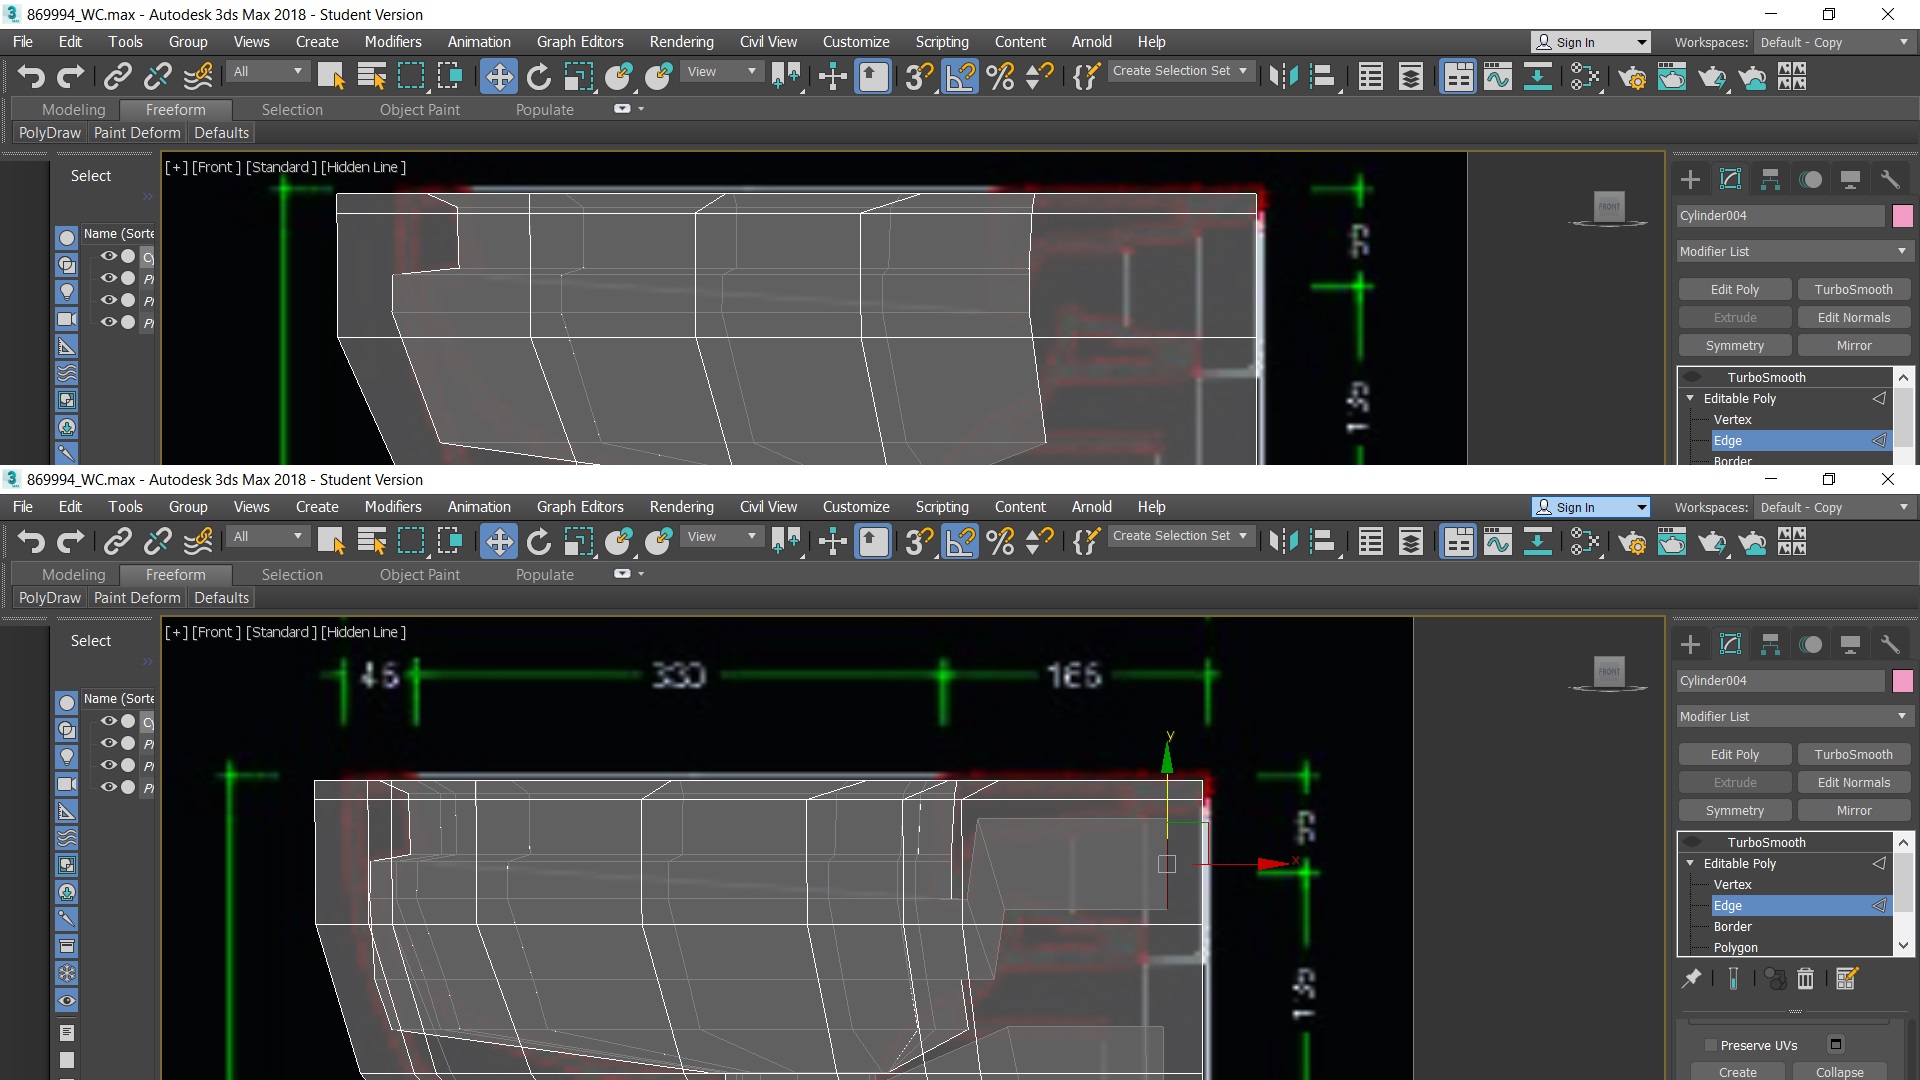 869994_WC.max - Autodesk 3ds Max 2018 - Student Version
File Edit Tools Group Views Create Modifiers Animation Graph Editors Rendering Civil View Customize Scripting Content Arnold Help Sign In Workspaces: Default - Copy
All View Create Selection Set
Modeling Freeform Selection Object Paint Populate
PolyDraw Paint Deform Defaults
[+] [Front ] [Standard ] [Hidden Line ]
Select
FRONT
Cylinder004
Name (Sorte
Modifier List
Cy
Edit Poly TurboSmooth
Extrude Edit Normals
Symmetry Mirror
TurboSmooth
Editable Poly
Vertex
Edge
Border
869994_WC.max - Autodesk 3ds Max 2018 - Student Version
File Edit Tools Group Views Create Modifiers Animation Graph Editors Rendering Civil View Customize Scripting Content Arnold Help Sign In Workspaces: Default - Copy
All View Create Selection Set
Modeling Freeform Selection Object Paint Populate
PolyDraw Paint Deform Defaults
[+] [Front ] [Standard ] [Hidden Line ]
Select
330
FRONT
Cylinder004
Name (Sorte
Modifier List
Cy
y
x
Edit Poly TurboSmooth
Extrude Edit Normals
Symmetry Mirror
TurboSmooth
Editable Poly
Vertex
Edge
Border
Polygon
Preserve UVs
Create Collapse